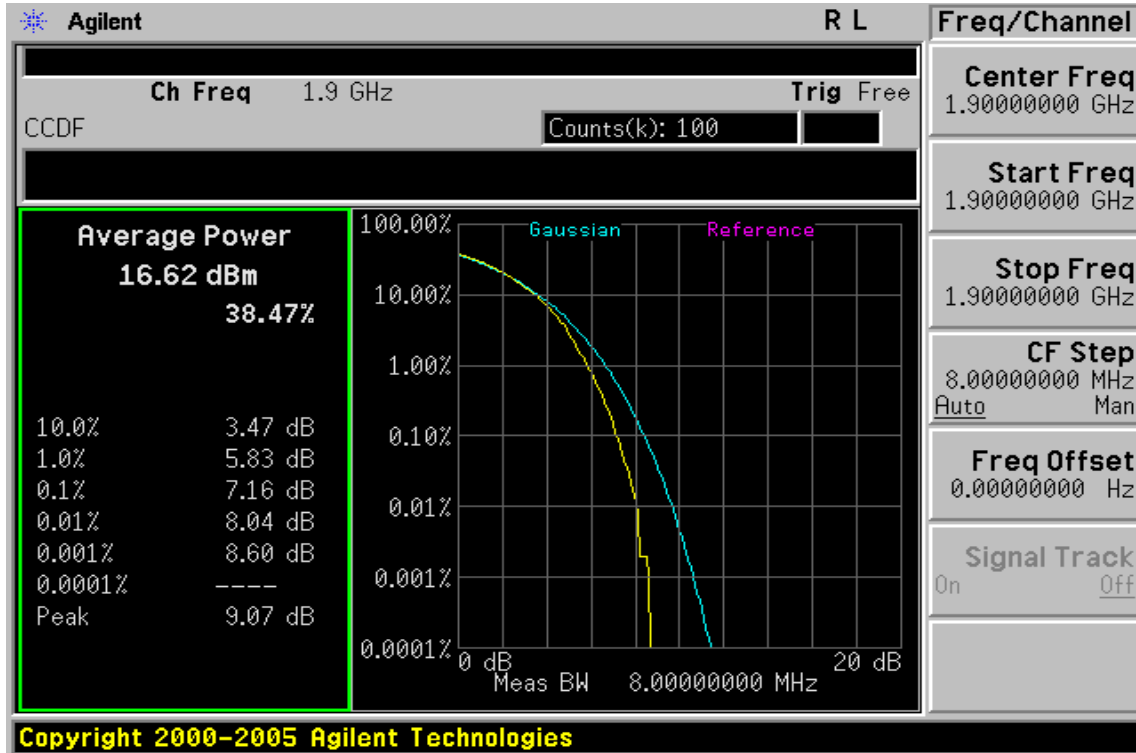 Agilent R L Freq/Channel
Ch Freq 1.9 GHz Trig Free
CCDF Counts(k): 100
Center Freq
1.90000000 GHz
Start Freq
1.90000000 GHz
Stop Freq
1.90000000 GHz
CF Step
8.00000000 MHz
Auto Man
Freq Offset
0.00000000 Hz
Signal Track
On Off
Average Power
16.62 dBm
38.47%
10.0% 3.47 dB
1.0% 5.83 dB
0.1% 7.16 dB
0.01% 8.04 dB
0.001% 8.60 dB
0.0001% ----
Peak 9.07 dB
Gaussian Reference
100.00%
10.00%
1.00%
0.10%
0.01%
0.001%
0.0001%
0 dB 20 dB
Meas BW 8.00000000 MHz
Copyright 2000-2005 Agilent Technologies